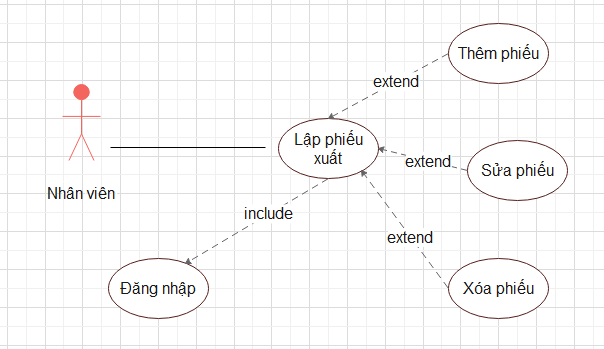 Thêm phiếu
extend
Lập phiếu
xuất
extend
Sửa phiếu
Nhân viên
include
extend
Đăng nhập
Xóa phiếu